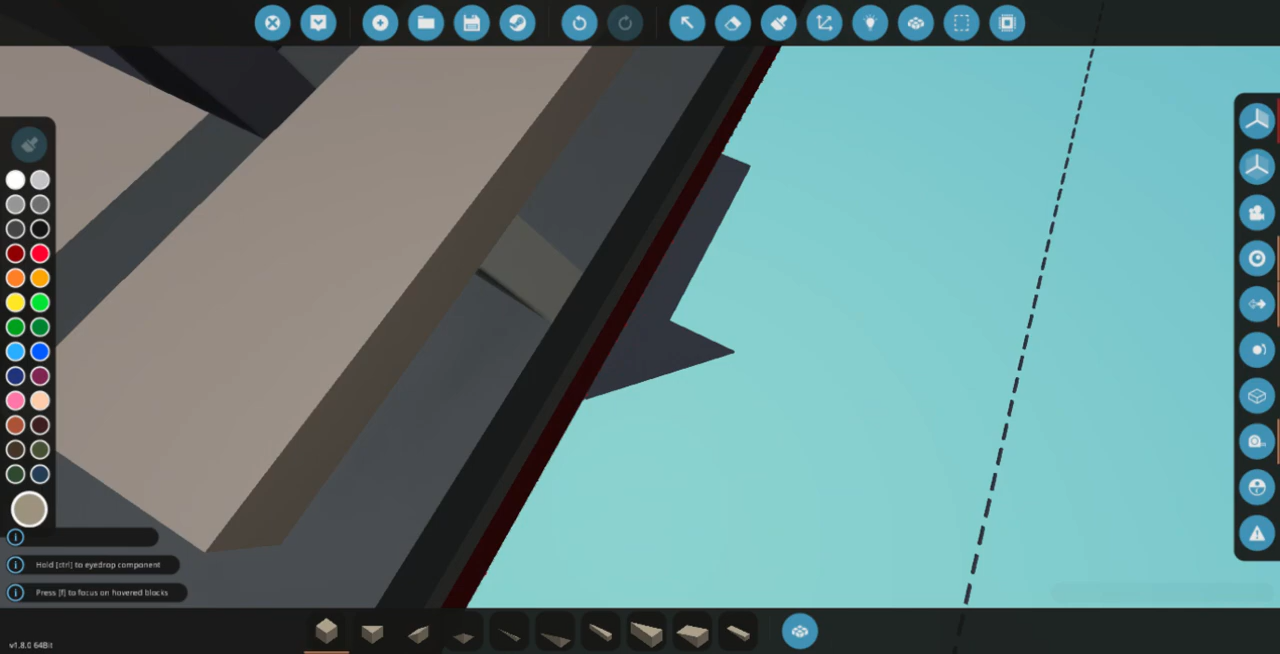 Hold [ctrl] to eyedrop component
Press [f] to focus on hovered blocks
v1.8.0 64Bit